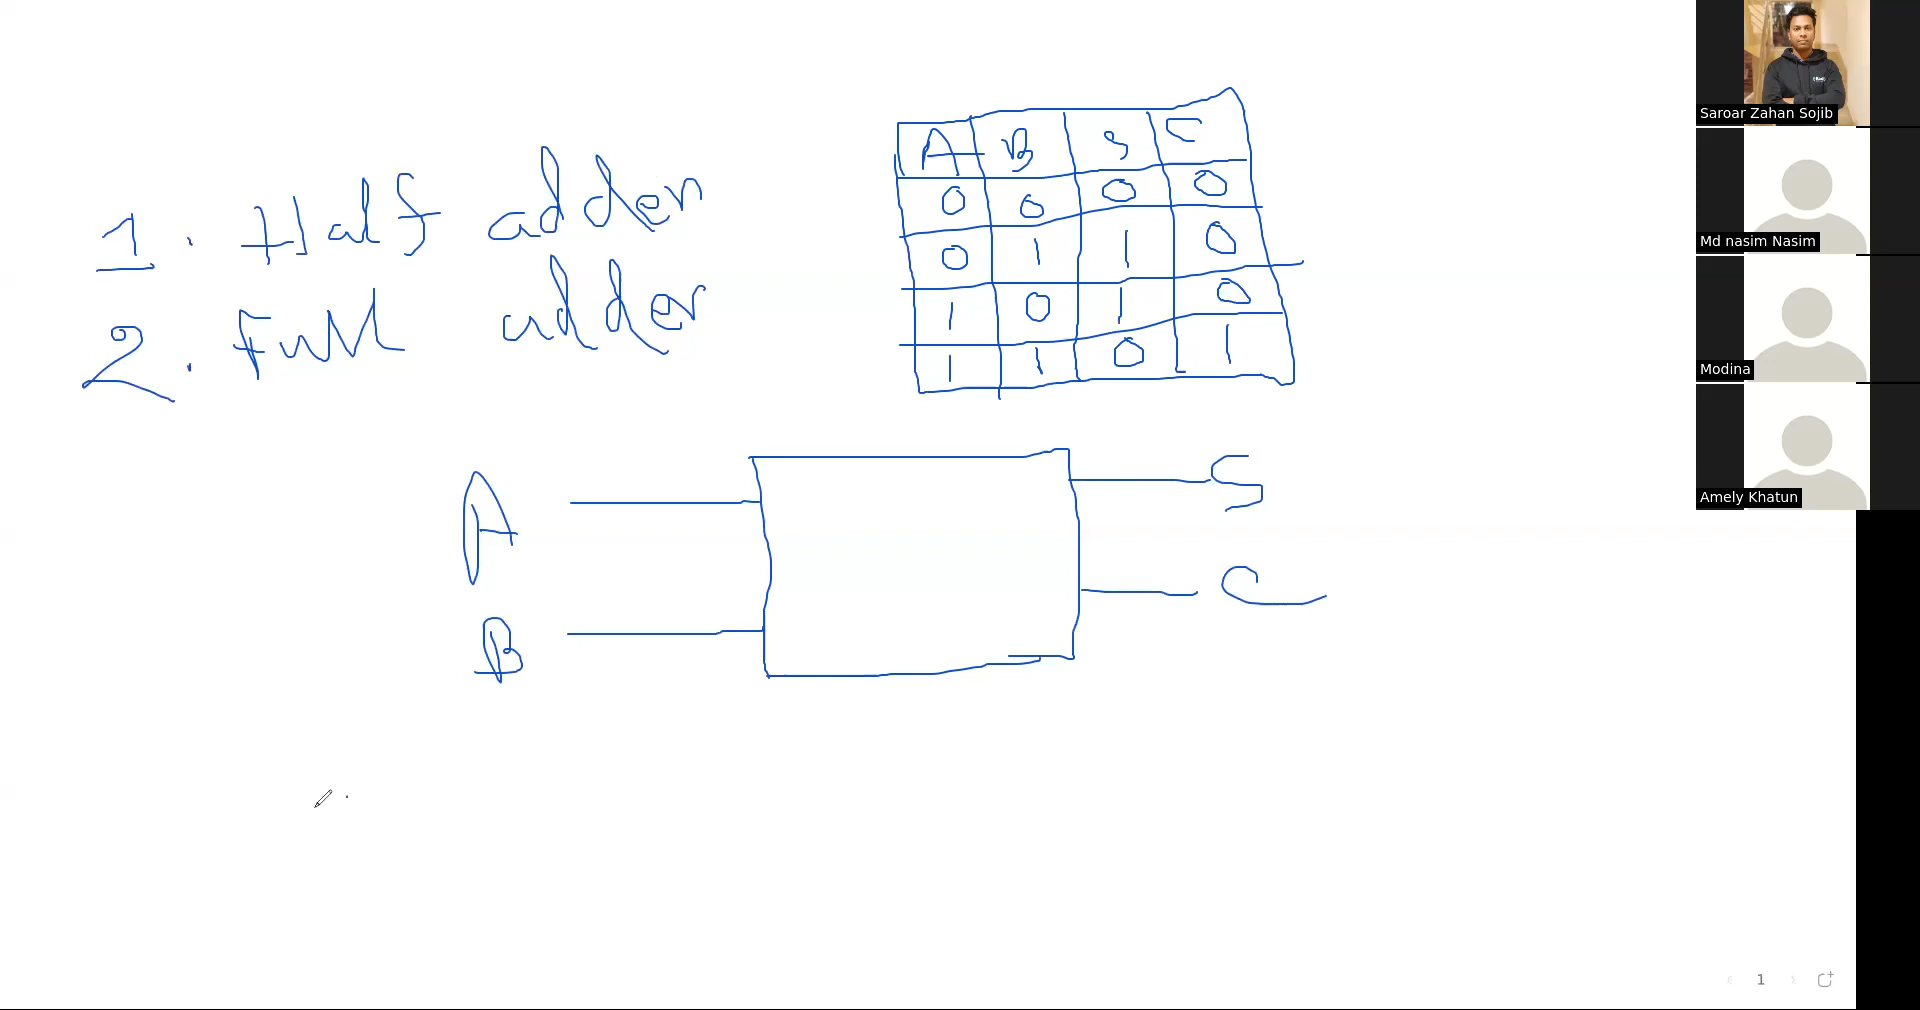 1. Half adder
2. Full adder
A B S C
0 0 0 0
0 1 1 0
1 0 1 0
1 1 0 1
A
B
S
C
Saroar Zahan Sojib
Md nasim Nasim
Modina
Amely Khatun
1